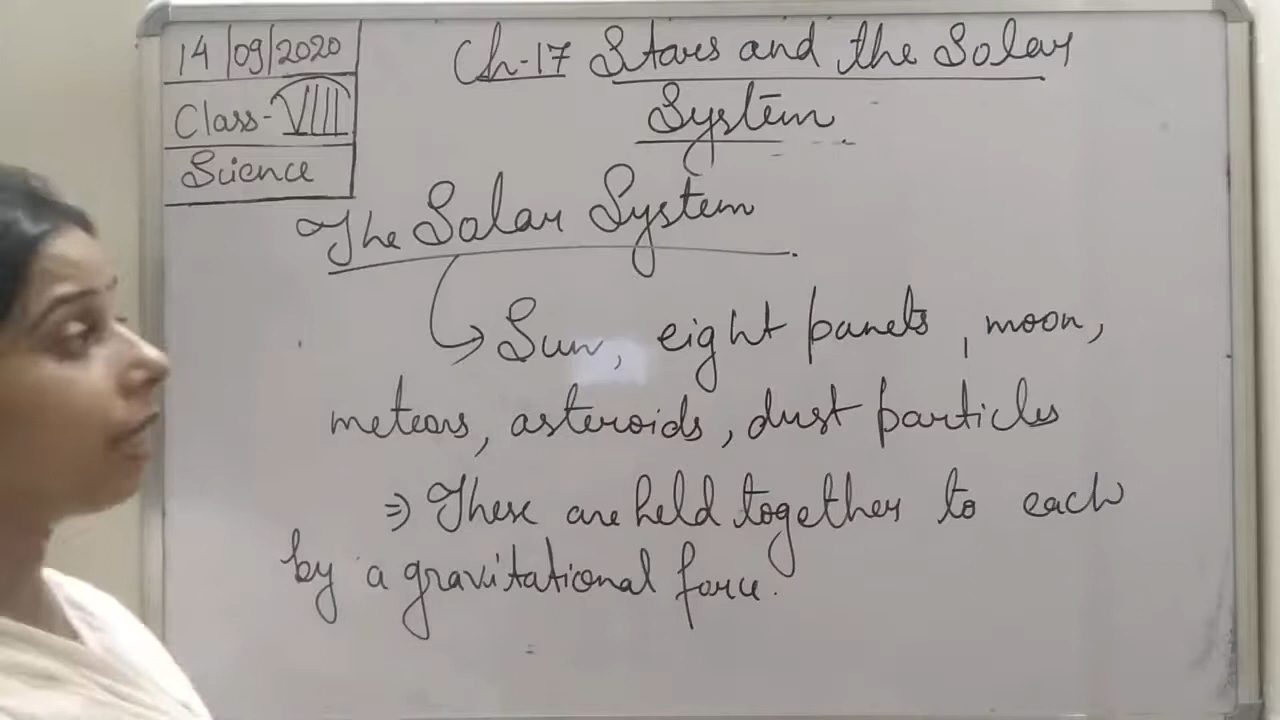 14/09/2020
Class-VIII
Science
Ch-17 Stars and the Solar
System.
The Solar System.
Sun, eight panets, moon,
meteors, asteroids, dust particles
⇒ These are held together to each
by a gravitational force.